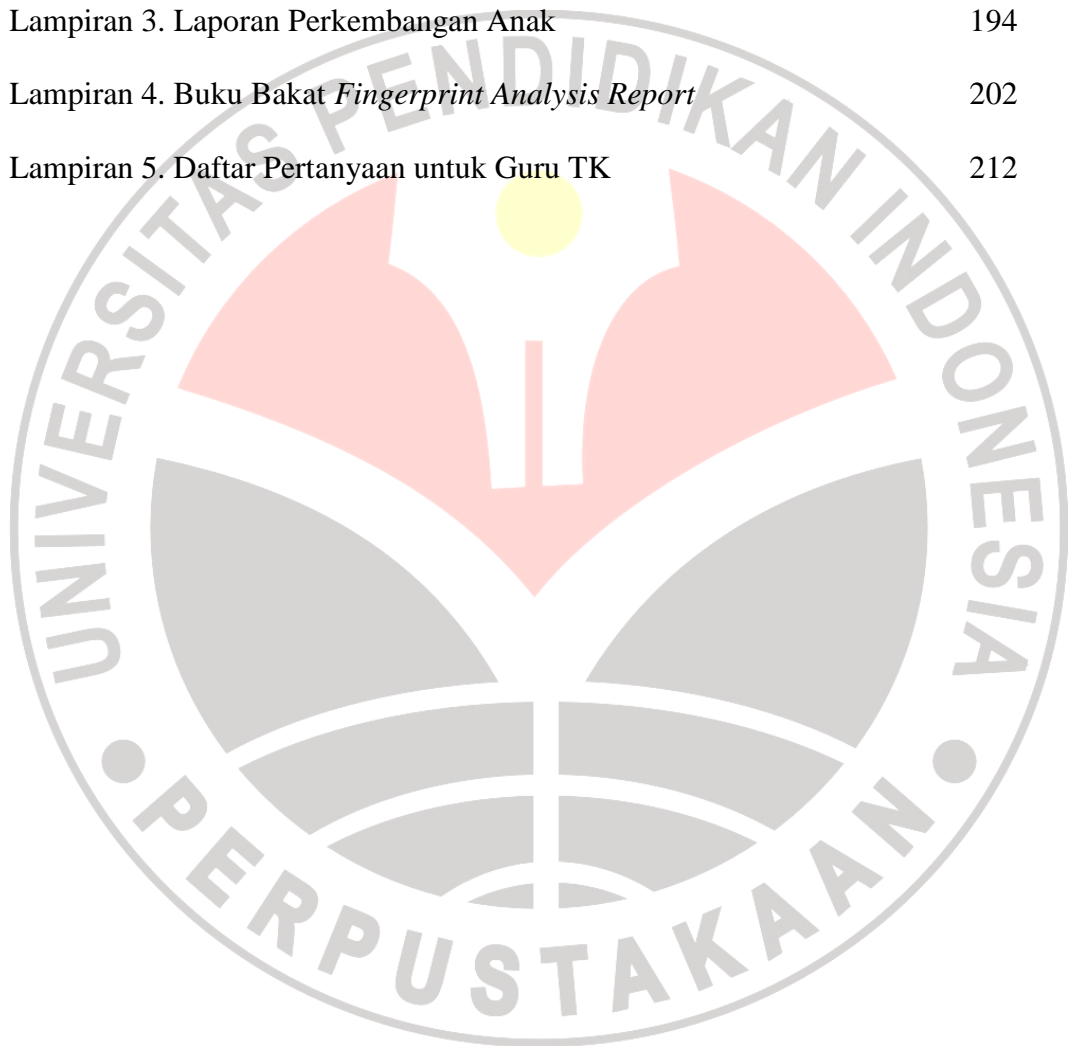 Lampiran 3. Laporan Perkembangan Anak 194
Lampiran 4. Buku Bakat Fingerprint Analysis Report 202
Lampiran 5. Daftar Pertanyaan untuk Guru TK 212
UNIVERSITAS PENDIDIKAN INDONESIA
PERPUSTAKAAN